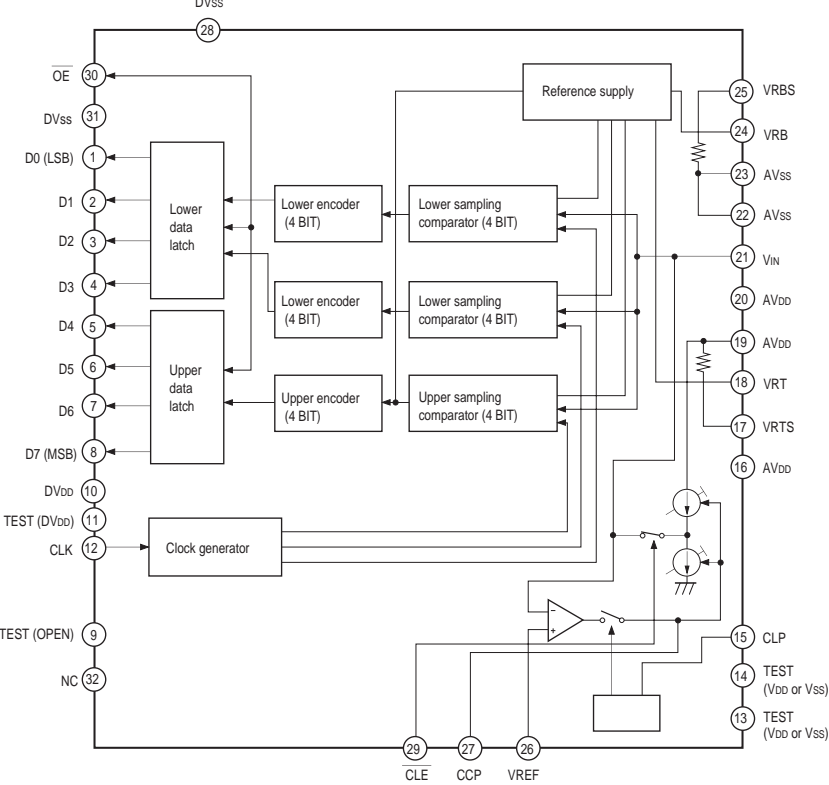 DVss
28
OE
30
DVss
31
D0 (LSB)
1
D1
2
D2
3
D3
4
D4
5
D5
6
D6
7
D7 (MSB)
8
DVDD
10
TEST (DVDD)
11
CLK
12
TEST (OPEN)
9
NC
32
Lower
data
latch
Upper
data
latch
Lower encoder
(4 BIT)
Lower encoder
(4 BIT)
Upper encoder
(4 BIT)
Reference supply
Lower sampling
comparator (4 BIT)
Lower sampling
comparator (4 BIT)
Upper sampling
comparator (4 BIT)
Clock generator
−
+
25
VRBS
24
VRB
23
AVss
22
AVss
21
VIN
20
AVDD
19
AVDD
18
VRT
17
VRTS
16
AVDD
15
CLP
14
TEST
(VDD or Vss)
13
TEST
(VDD or Vss)
29
27
26
CLE
CCP
VREF